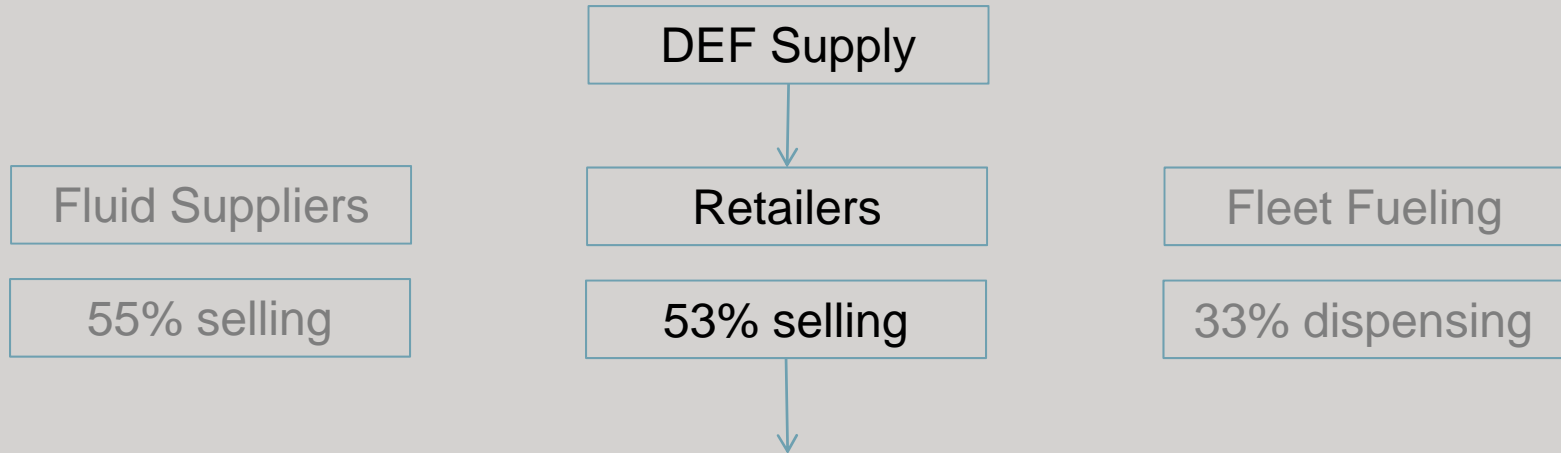 DEF Supply
Fluid Suppliers
Retailers
Fleet Fueling
55% selling
53% selling
33% dispensing